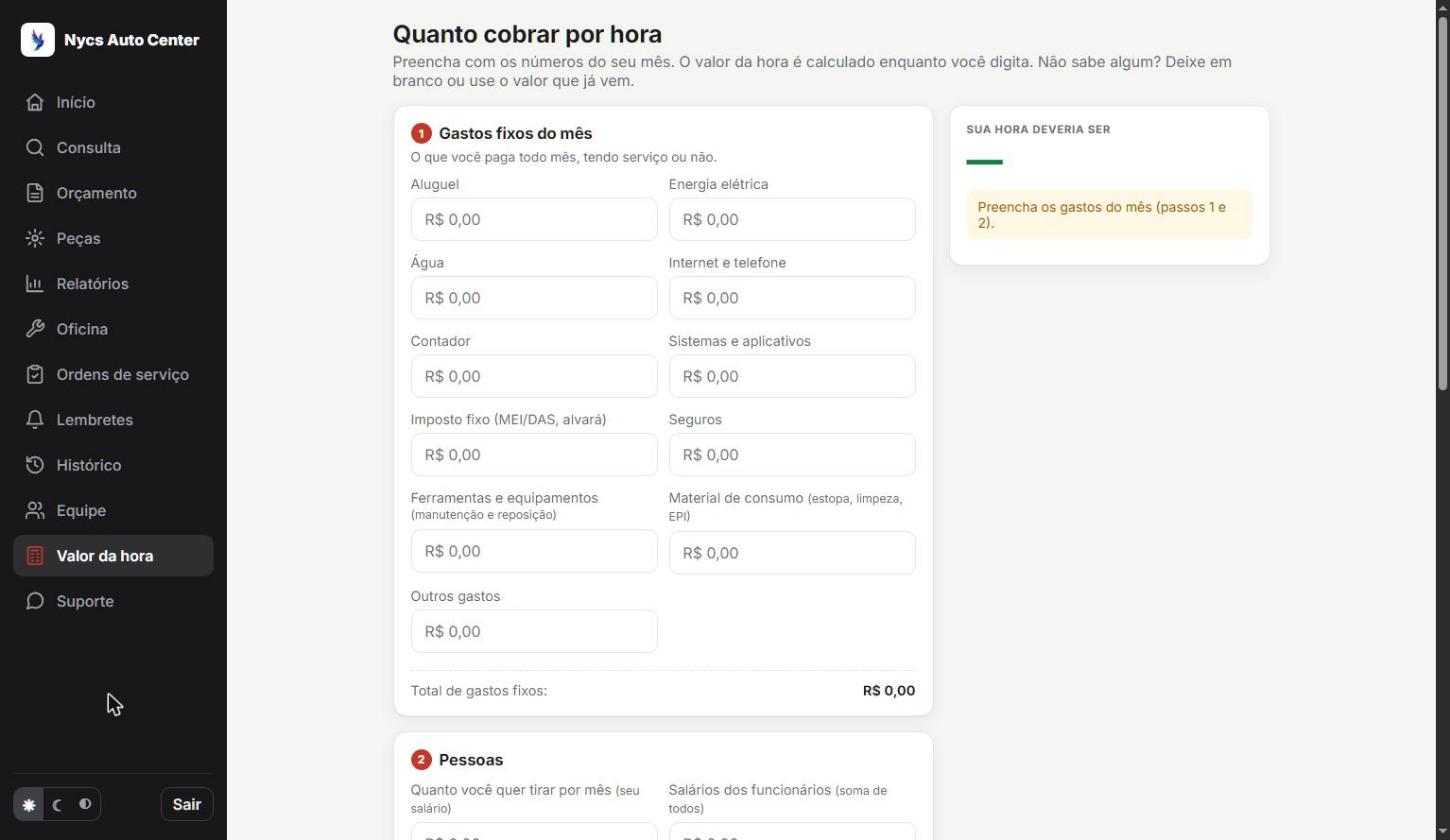 Nycs Auto Center
Início
Consulta
Orçamento
Peças
Relatórios
Oficina
Ordens de serviço
Lembretes
Histórico
Equipe
Valor da hora
Suporte
Sair
Quanto cobrar por hora
Preencha com os números do seu mês. O valor da hora é calculado enquanto você digita. Não sabe algum? Deixe em
branco ou use o valor que já vem.
1 Gastos fixos do mês
O que você paga todo mês, tendo serviço ou não.
Aluguel
R$ 0,00
Energia elétrica
R$ 0,00
Água
R$ 0,00
Internet e telefone
R$ 0,00
Contador
R$ 0,00
Sistemas e aplicativos
R$ 0,00
Imposto fixo (MEI/DAS, alvará)
R$ 0,00
Seguros
R$ 0,00
Ferramentas e equipamentos
(manutenção e reposição)
R$ 0,00
Material de consumo (estopa, limpeza,
EPI)
R$ 0,00
Outros gastos
R$ 0,00
Total de gastos fixos: R$ 0,00
2 Pessoas
Quanto você quer tirar por mês (seu
salário)
Salários dos funcionários (soma de
todos)
SUA HORA DEVERIA SER
Preencha os gastos do mês (passos 1 e
2).